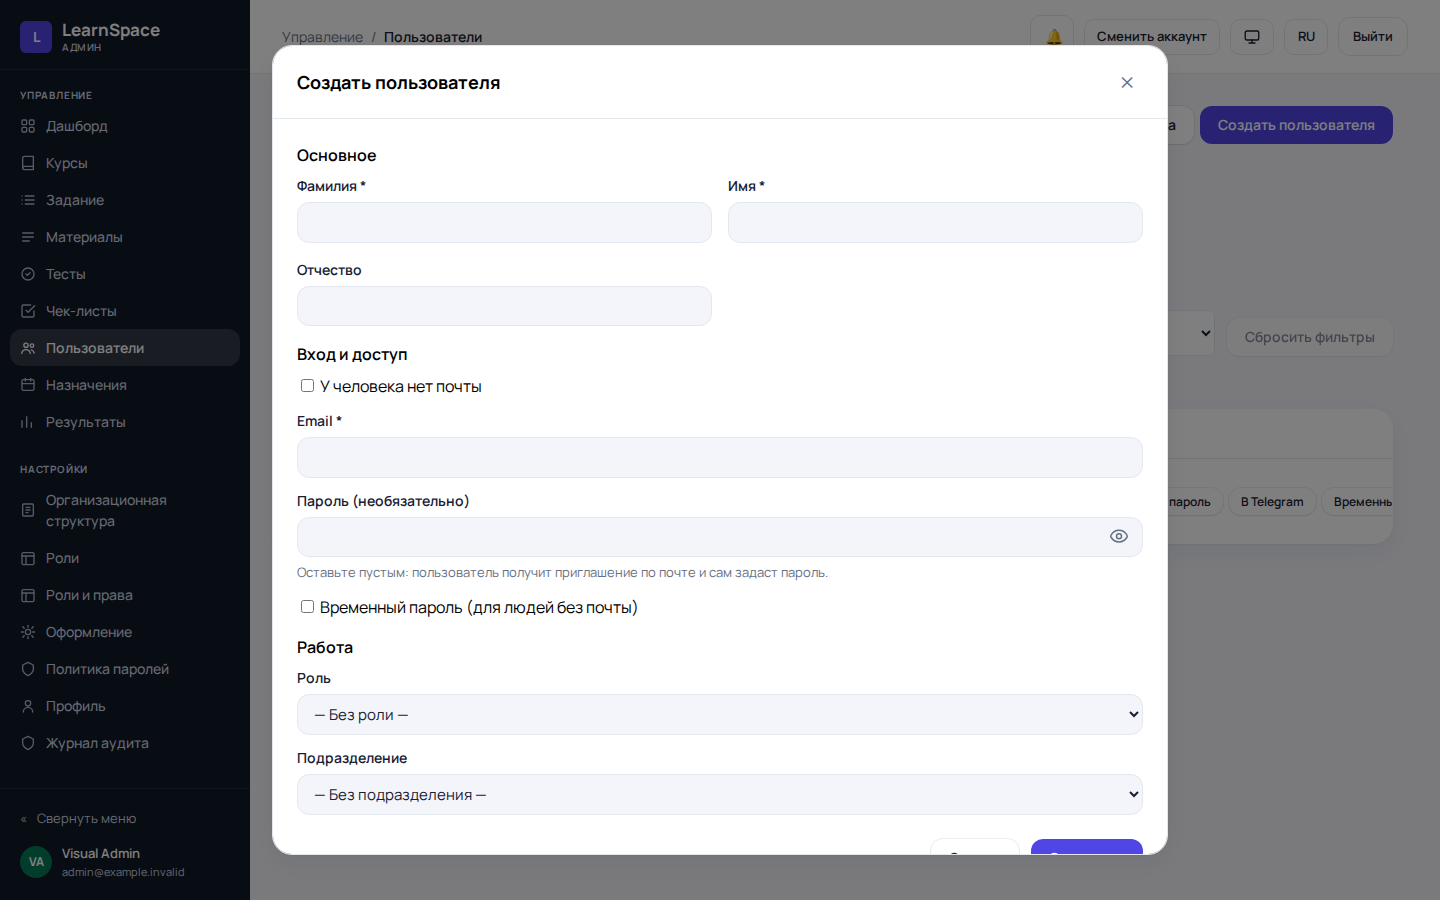 L
LearnSpace
АДМИН
УПРАВЛЕНИЕ
Дашборд
Курсы
Задание
Материалы
Тесты
Чек-листы
Пользователи
Назначения
Результаты
НАСТРОЙКИ
Организационная
структура
Роли
Роли и права
Оформление
Политика паролей
Профиль
Журнал аудита
« Свернуть меню
VA
Visual Admin
admin@example.invalid
Управление / Пользователи
Сменить аккаунт
RU
Выйти
Создать пользователя
Сбросить фильтры
пароль
В Telegram
Создать пользователя
Основное
Фамилия *
Имя *
Отчество
Вход и доступ
У человека нет почты
Email *
Пароль (необязательно)
Оставьте пустым: пользователь получит приглашение по почте и сам задаст пароль.
Временный пароль (для людей без почты)
Работа
Роль
— Без роли —
Подразделение
— Без подразделения —